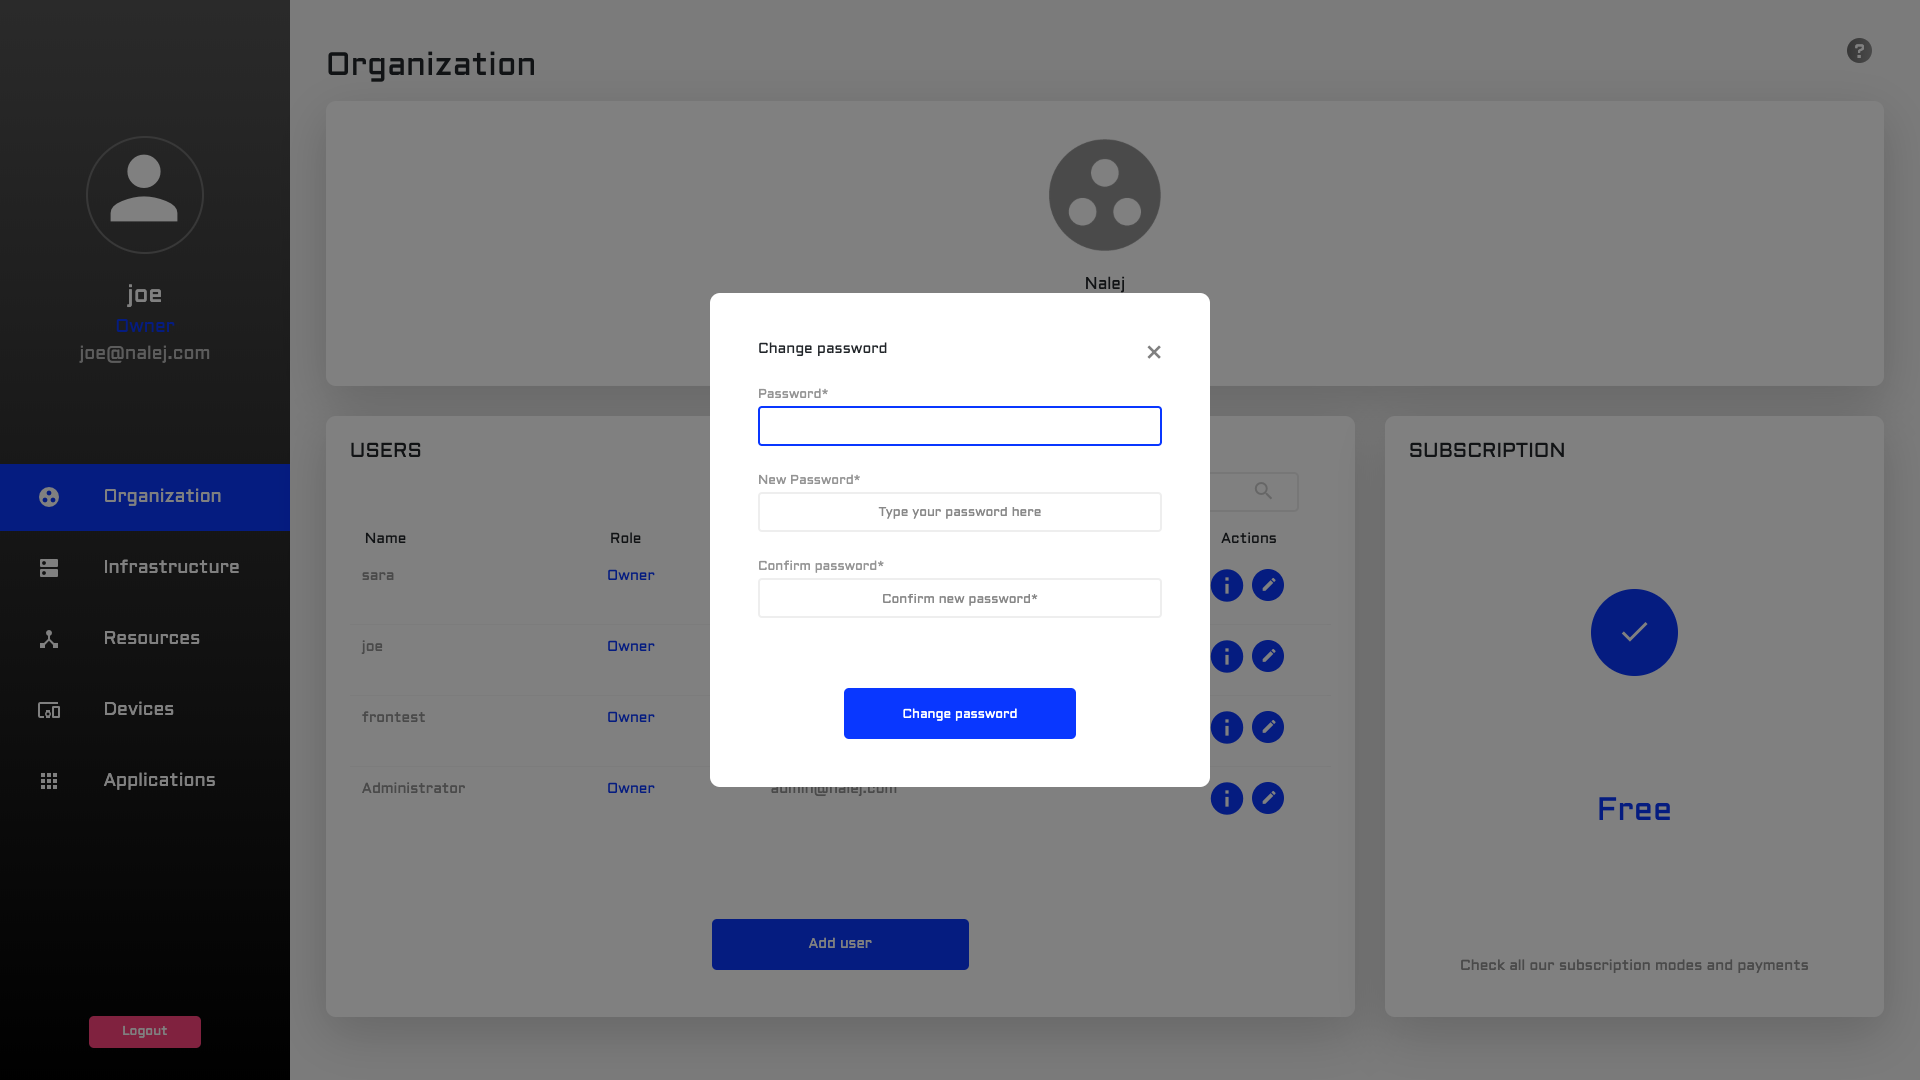 joe
Owner
joe@nalej.com
Organization
Infrastructure
Resources
Devices
Applications
Logout
Organization
?
Nalej
USERS
Name Role Actions
sara Owner
joe Owner
frontest Owner
Administrator Owner admin@nalej.com
Add user
SUBSCRIPTION
Free
Check all our subscription modes and payments
Change password
Password*
New Password*
Type your password here
Confirm password*
Confirm new password*
Change password